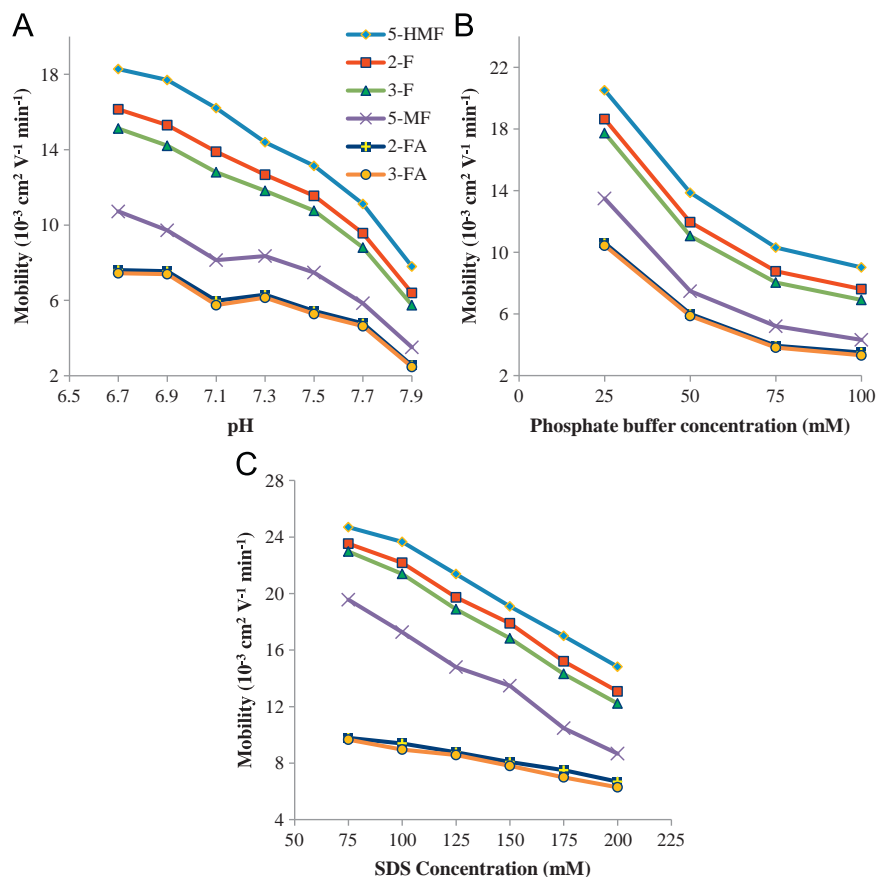 A
5-HMF
2-F
3-F
5-MF
2-FA
3-FA
18
14
10
6
2
Mobility (10⁻³ cm² V⁻¹ min⁻¹)
6.5 6.7 6.9 7.1 7.3 7.5 7.7 7.9
pH
B
22
18
14
10
6
2
Mobility (10⁻³ cm² V⁻¹ min⁻¹)
0 25 50 75 100
Phosphate buffer concentration (mM)
C
28
24
20
16
12
8
4
Mobility (10⁻³ cm² V⁻¹ min⁻¹)
50 75 100 125 150 175 200 225
SDS Concentration (mM)